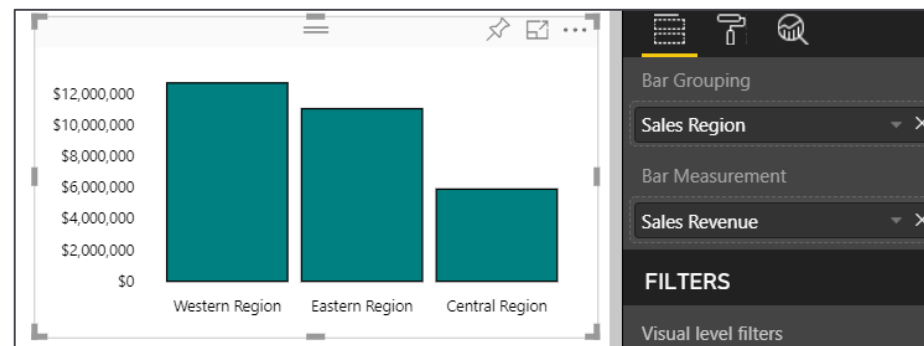 $12,000,000
$10,000,000
$8,000,000
$6,000,000
$4,000,000
$2,000,000
$0
Western Region
Eastern Region
Central Region
Bar Grouping
Sales Region
Bar Measurement
Sales Revenue
FILTERS
Visual level filters